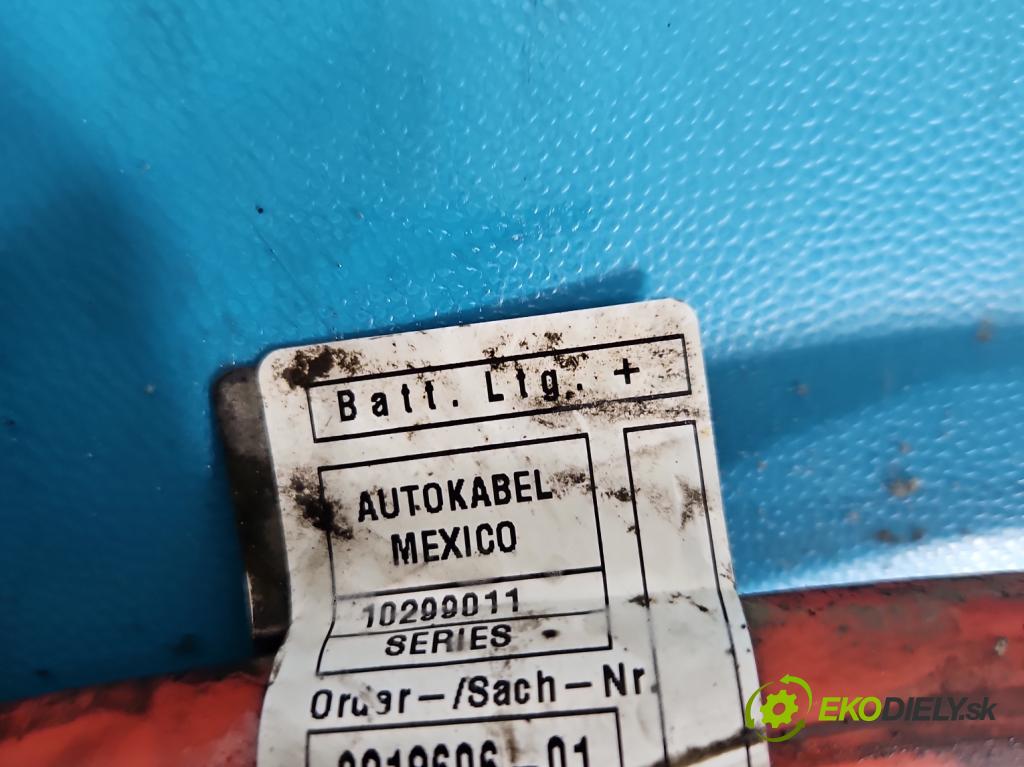 Batt. Ltg. +
AUTOKABEL
MEXICO
10299011
SERIES
Order-/Sach-Nr
EKODIELY.sk